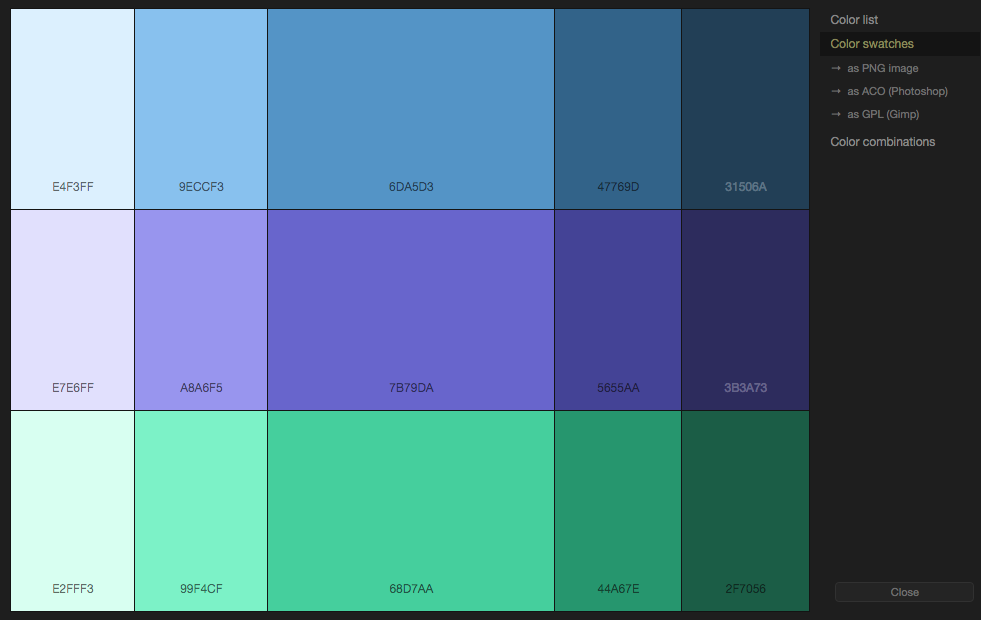 E4F3FF
9ECCF3
6DA5D3
47769D
31506A
E7E6FF
A8A6F5
7B79DA
5655AA
3B3A73
E2FFF3
99F4CF
68D7AA
44A67E
2F7056
Color list
Color swatches
→ as PNG image
→ as ACO (Photoshop)
→ as GPL (Gimp)
Color combinations
Close